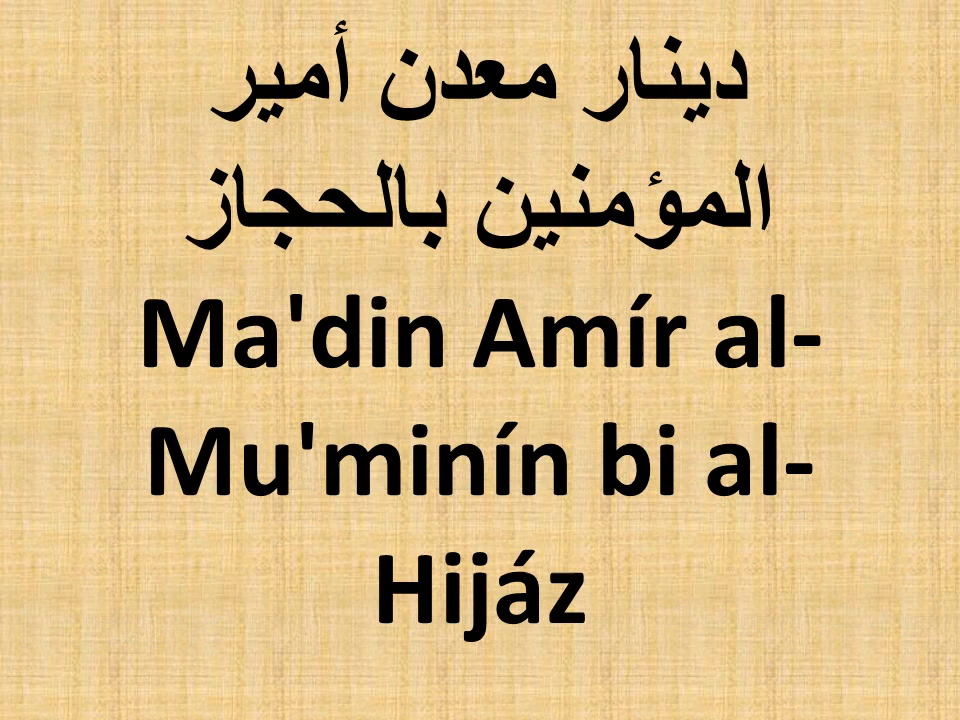 دينار معدن أمير
المؤمنين بالحجاز
Ma'din Amír al-
Mu'minín bi al-
Hijáz